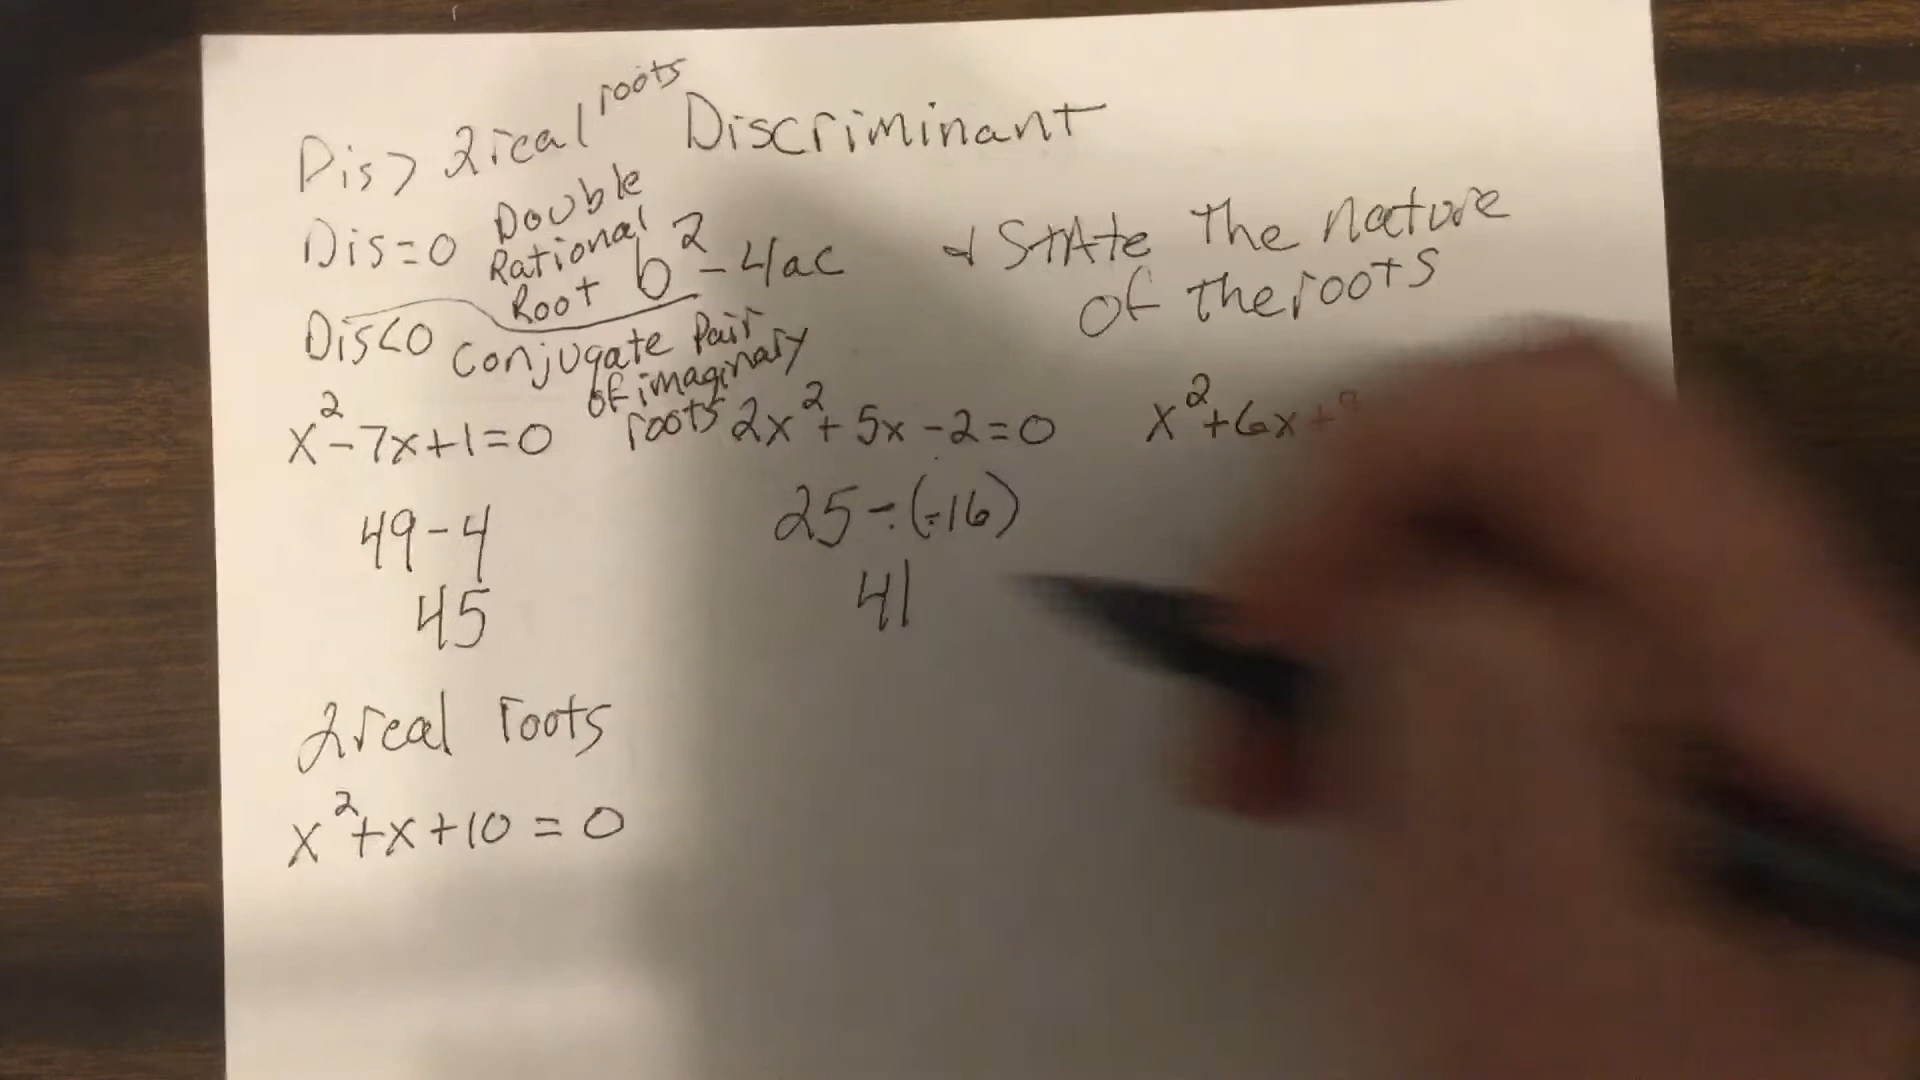 Dis > 2 real roots
Discriminant
Dis = 0 Double
Rational
Root
b² - 4ac
& State the nature
of the roots
Dis < 0 Conjugate Pair
of imaginary
roots
x² - 7x + 1 = 0
49 - 4
45
2 real roots
2x² + 5x - 2 = 0
25 - (-16)
41
x² + 6x +
x² + x + 10 = 0